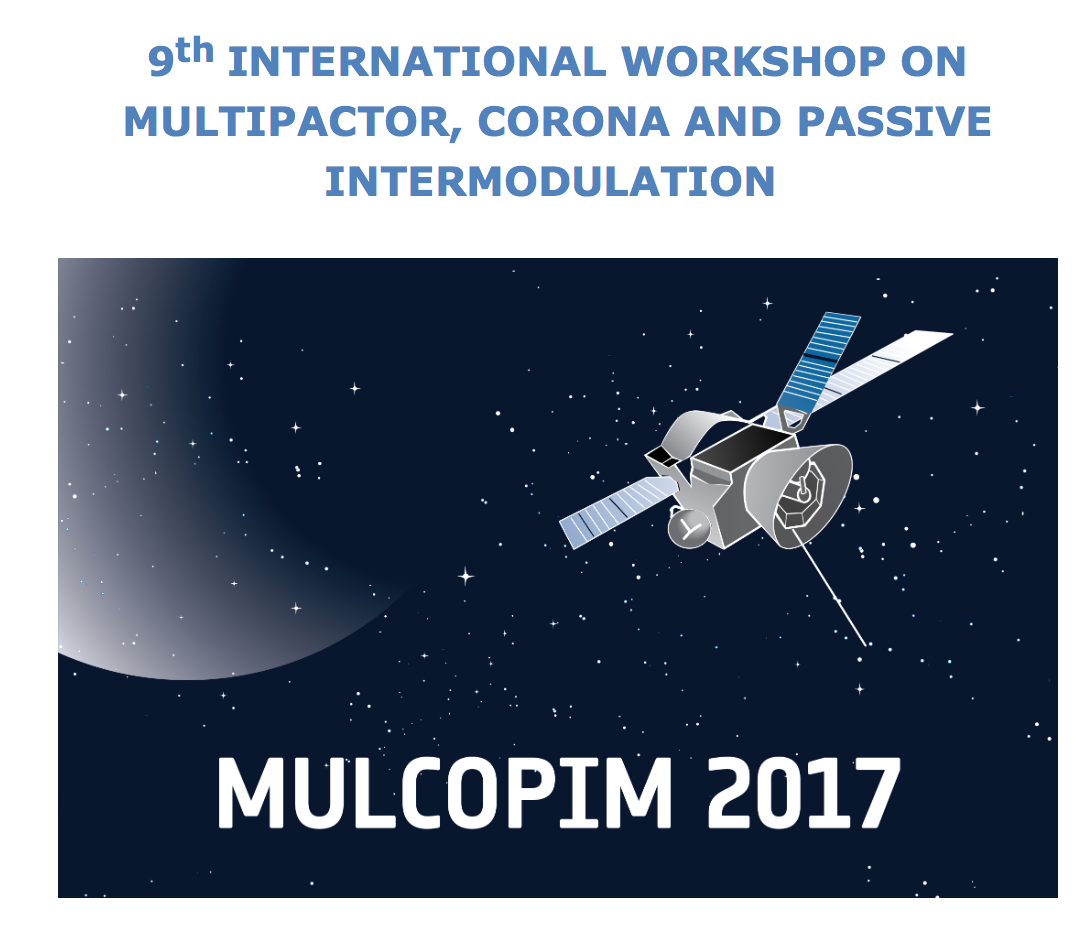 9th INTERNATIONAL WORKSHOP ON
MULTIPACTOR, CORONA AND PASSIVE
INTERMODULATION
MULCOPIM 2017